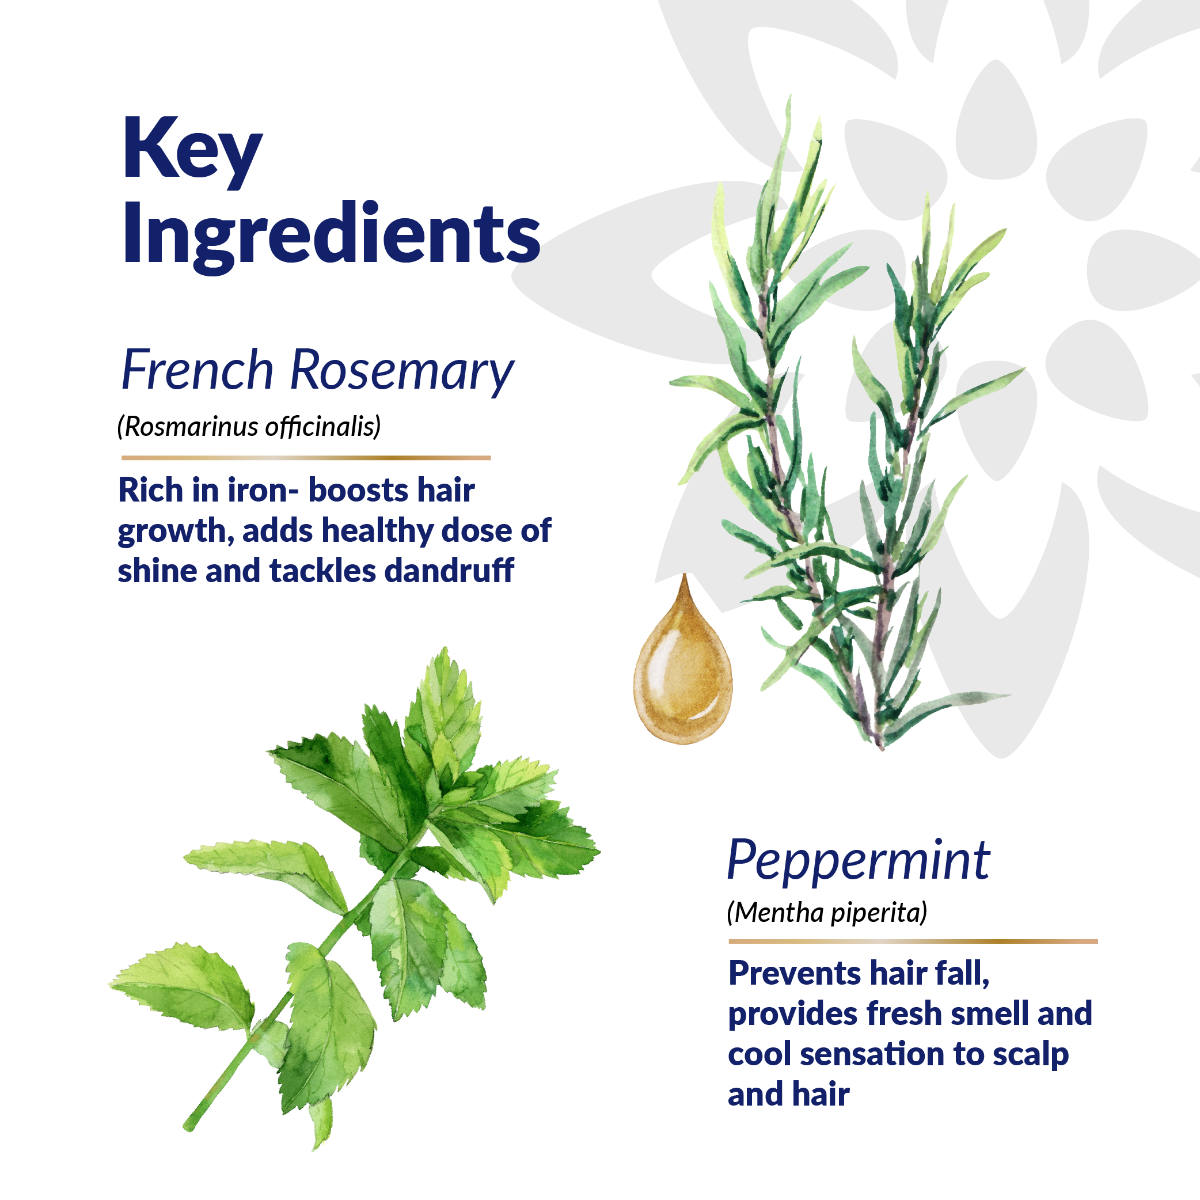 Key
Ingredients
French Rosemary
(Rosmarinus officinalis)
Rich in iron- boosts hair
growth, adds healthy dose of
shine and tackles dandruff
Peppermint
(Mentha piperita)
Prevents hair fall,
provides fresh smell and
cool sensation to scalp
and hair